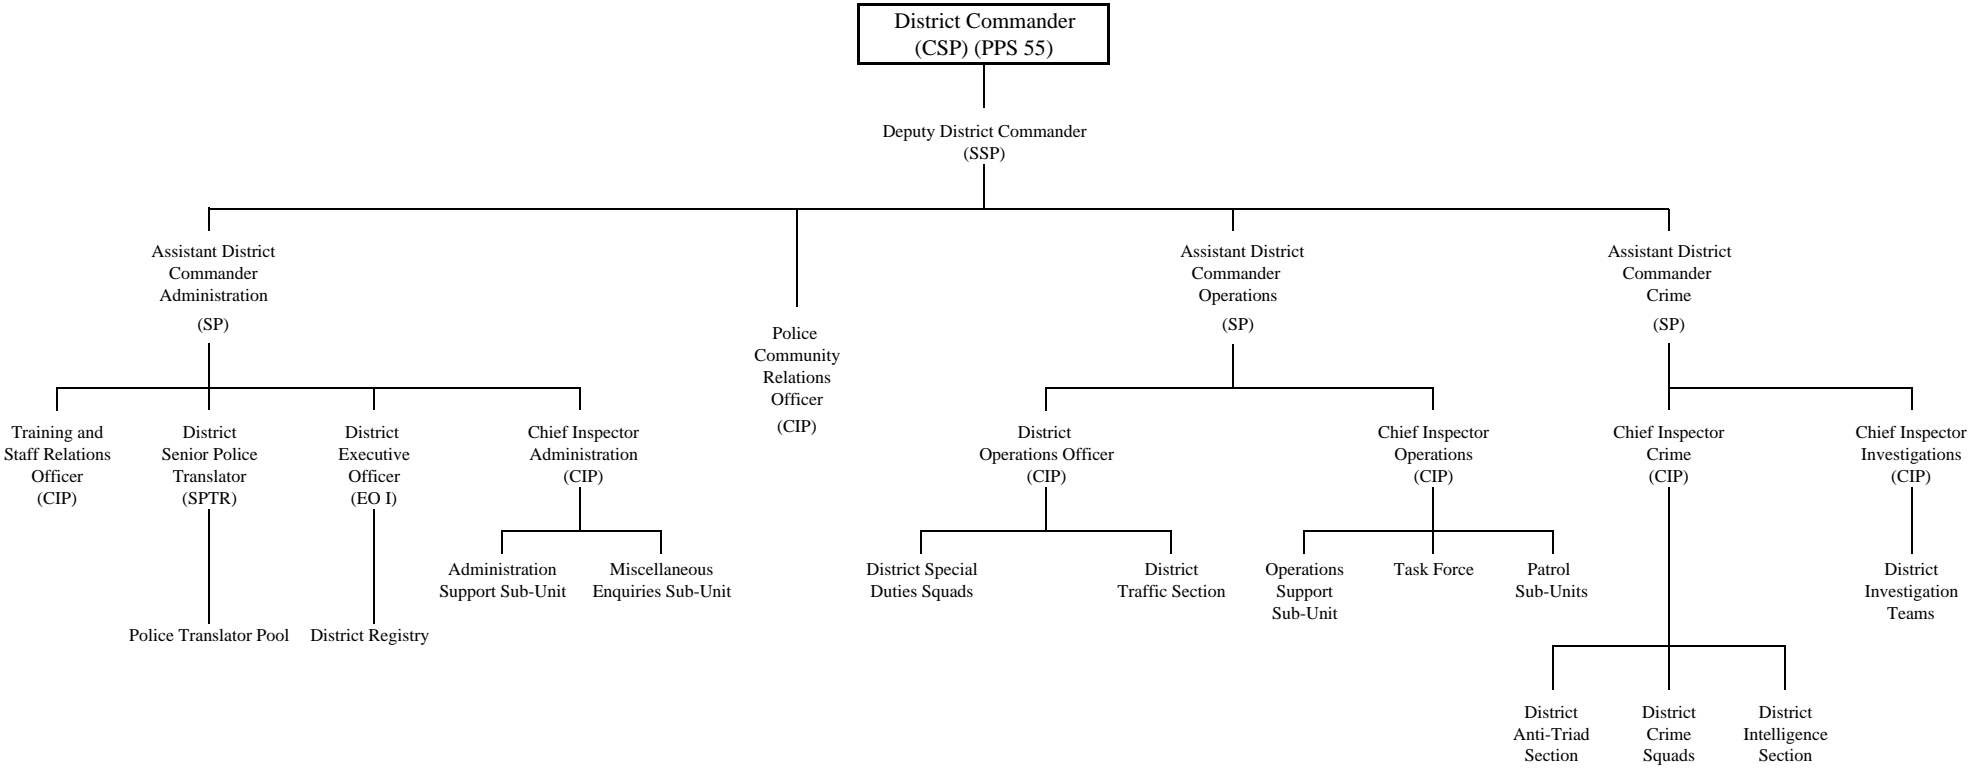 District Commander
(CSP) (PPS 55)
Deputy District Commander
(SSP)
Assistant District
Commander
Administration
(SP)
Police
Community
Relations
Officer
(CIP)
Assistant District
Commander
Operations
(SP)
Assistant District
Commander
Crime
(SP)
Training and
Staff Relations
Officer
(CIP)
District
Senior Police
Translator
(SPTR)
District
Executive
Officer
(EO I)
Chief Inspector
Administration
(CIP)
District
Operations Officer
(CIP)
Chief Inspector
Operations
(CIP)
Chief Inspector
Crime
(CIP)
Chief Inspector
Investigations
(CIP)
Administration
Support Sub-Unit
Miscellaneous
Enquiries Sub-Unit
District Special
Duties Squads
District
Traffic Section
Operations
Support
Sub-Unit
Task Force
Patrol
Sub-Units
District
Investigation
Teams
Police Translator Pool
District Registry
District
Anti-Triad
Section
District
Crime
Squads
District
Intelligence
Section